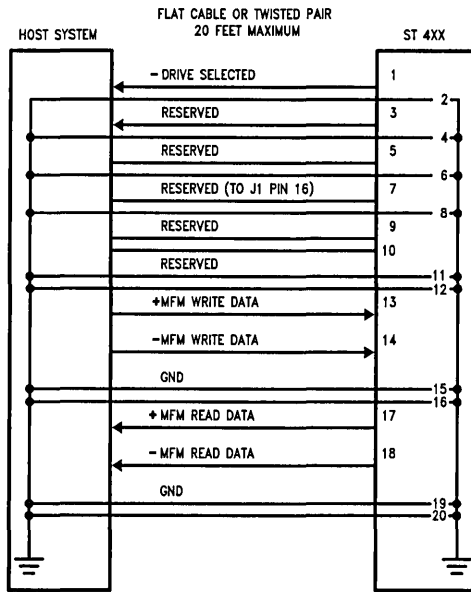 FLAT CABLE OR TWISTED PAIR
20 FEET MAXIMUM
HOST SYSTEM
ST 4XX
- DRIVE SELECTED
1
2
RESERVED
3
4
RESERVED
5
6
RESERVED (TO J1 PIN 16)
7
8
RESERVED
9
10
RESERVED
11
12
+MFM WRITE DATA
13
-MFM WRITE DATA
14
GND
15
16
+ MFM READ DATA
17
- MFM READ DATA
18
GND
19
20